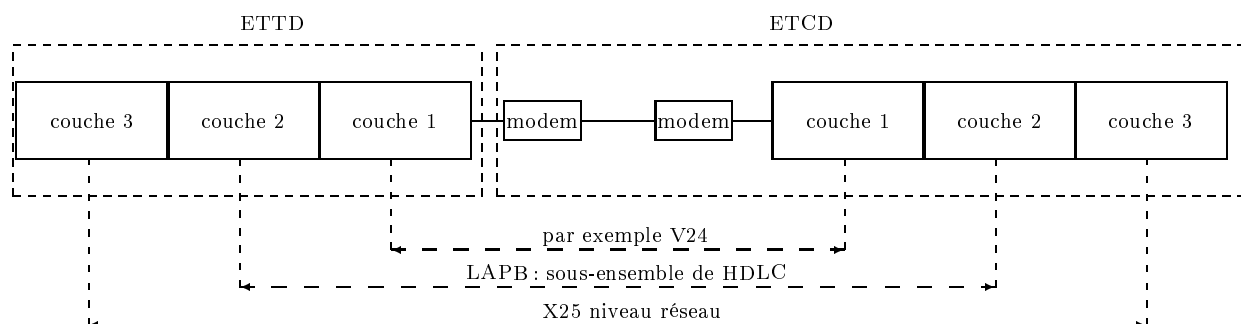 ETTD ETCD
couche 3 couche 2 couche 1 modem modem couche 1 couche 2 couche 3
par exemple V24
LAPB : sous-ensemble de HDLC
X25 niveau réseau